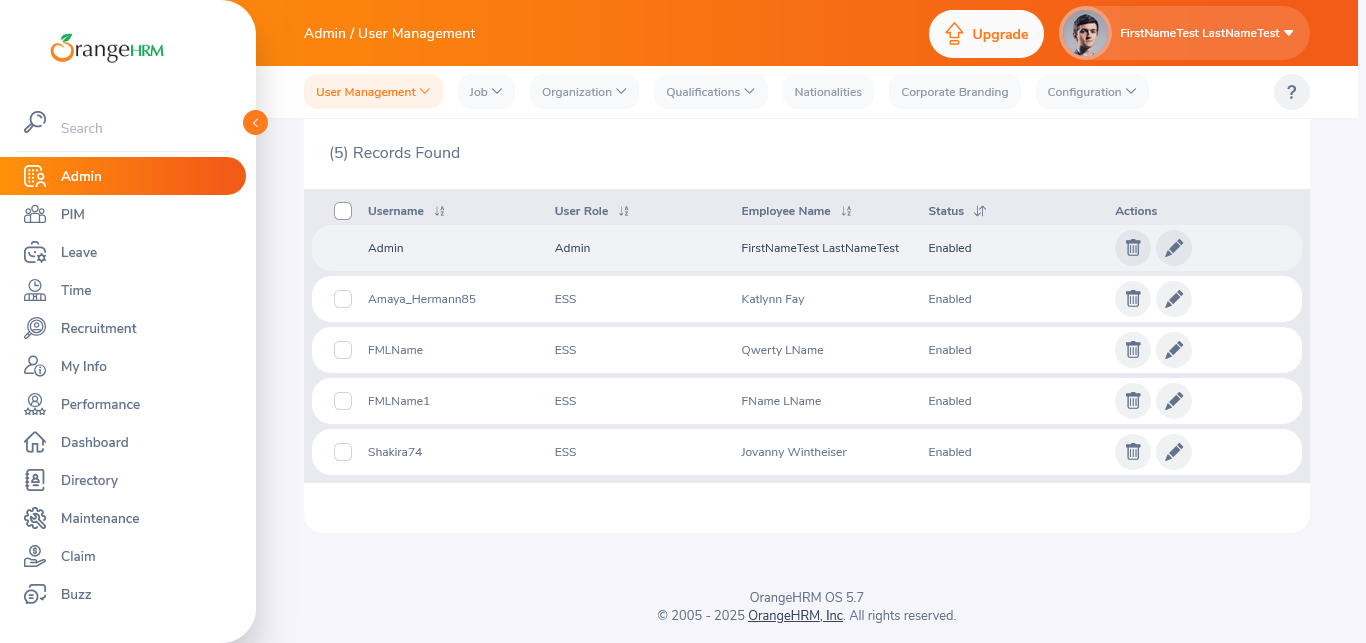 OrangeHRM
Admin / User Management
Upgrade
FirstNameTest LastNameTest
User Management
Job
Organization
Qualifications
Nationalities
Corporate Branding
Configuration
?
Search
Admin
PIM
Leave
Time
Recruitment
My Info
Performance
Dashboard
Directory
Maintenance
Claim
Buzz
(5) Records Found
Username User Role Employee Name Status Actions
Admin Admin FirstNameTest LastNameTest Enabled
Amaya_Hermann85 ESS Katlynn Fay Enabled
FMLName ESS Qwerty LName Enabled
FMLName1 ESS FName LName Enabled
Shakira74 ESS Jovanny Wintheiser Enabled
OrangeHRM OS 5.7
© 2005 - 2025 OrangeHRM, Inc. All rights reserved.